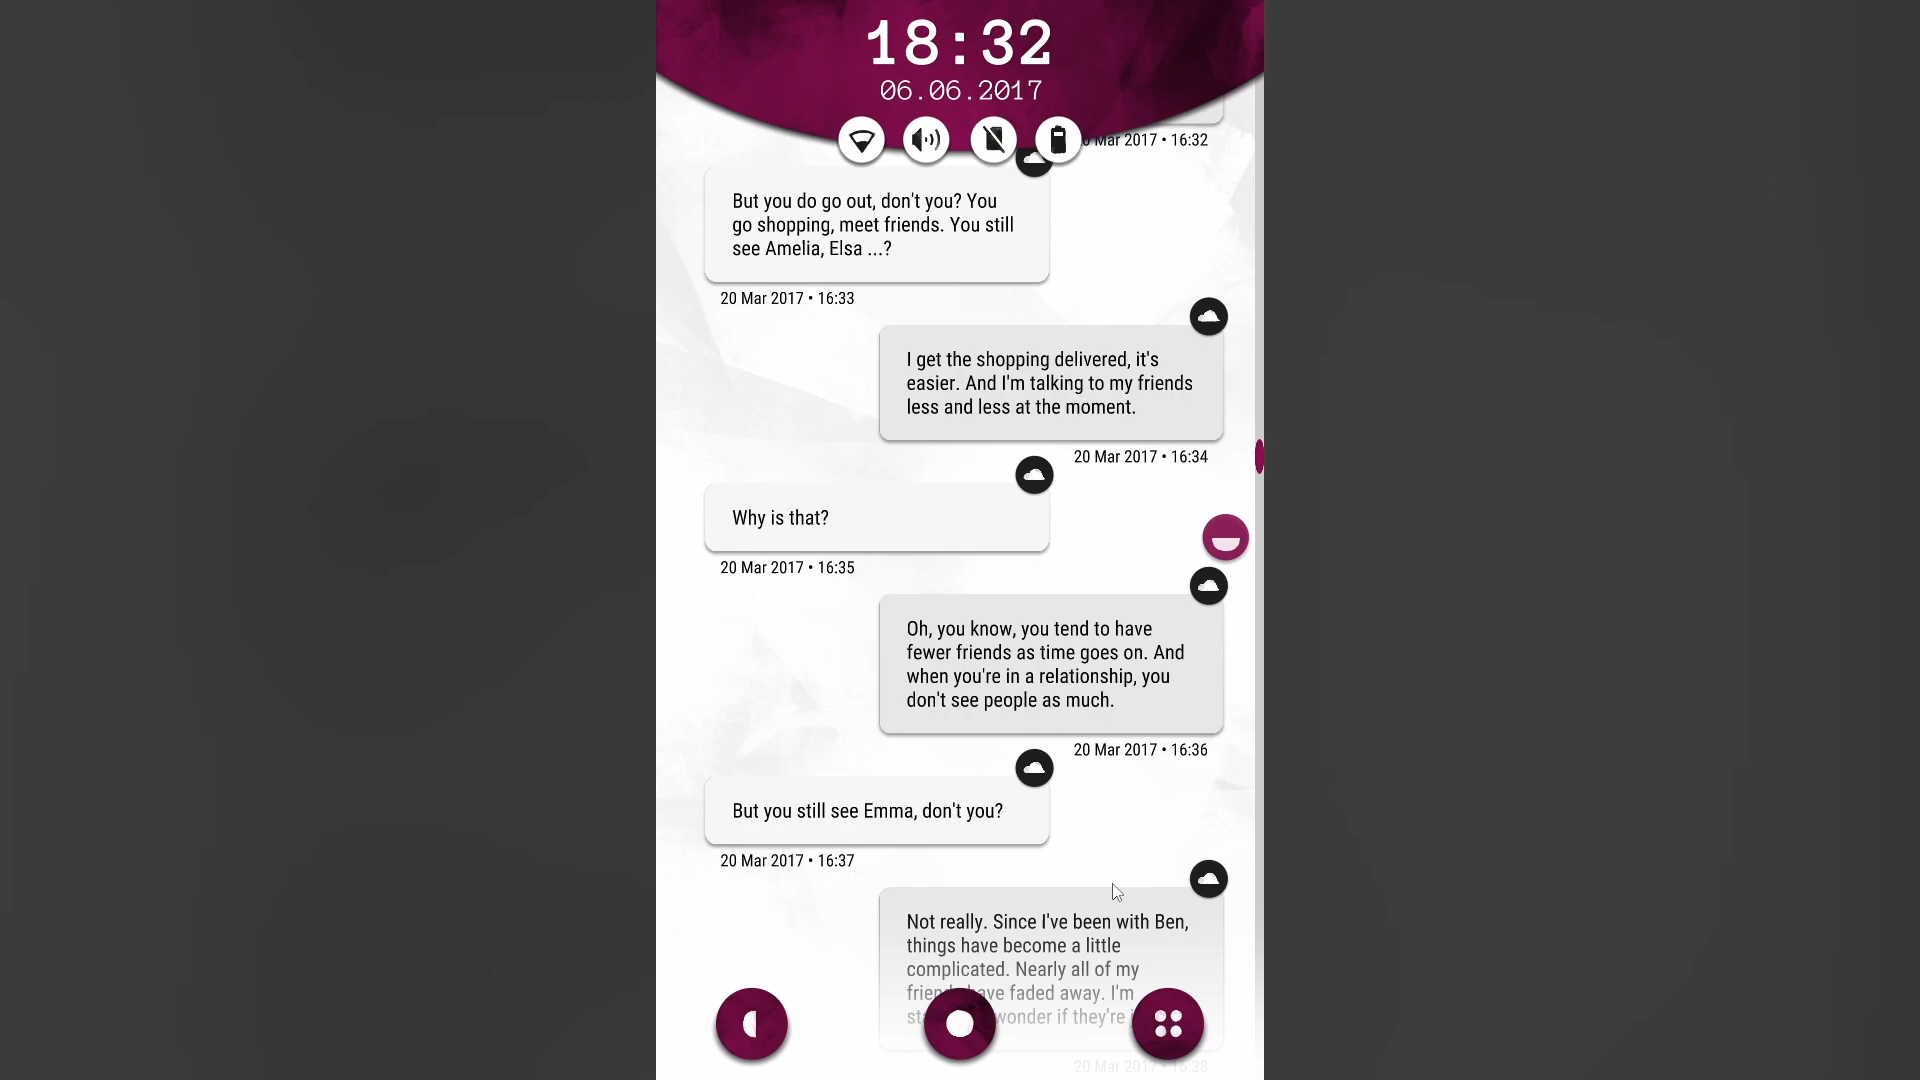 18:32
06.06.2017
Mar 2017 • 16:32
But you do go out, don't you? You
go shopping, meet friends. You still
see Amelia, Elsa ...?
20 Mar 2017 • 16:33
I get the shopping delivered, it's
easier. And I'm talking to my friends
less and less at the moment.
20 Mar 2017 • 16:34
Why is that?
20 Mar 2017 • 16:35
Oh, you know, you tend to have
fewer friends as time goes on. And
when you're in a relationship, you
don't see people as much.
20 Mar 2017 • 16:36
But you still see Emma, don't you?
20 Mar 2017 • 16:37
Not really. Since I've been with Ben,
things have become a little
complicated. Nearly all of my
have faded away. I'm
wonder if they're
20 Mar 2017 • 16:38